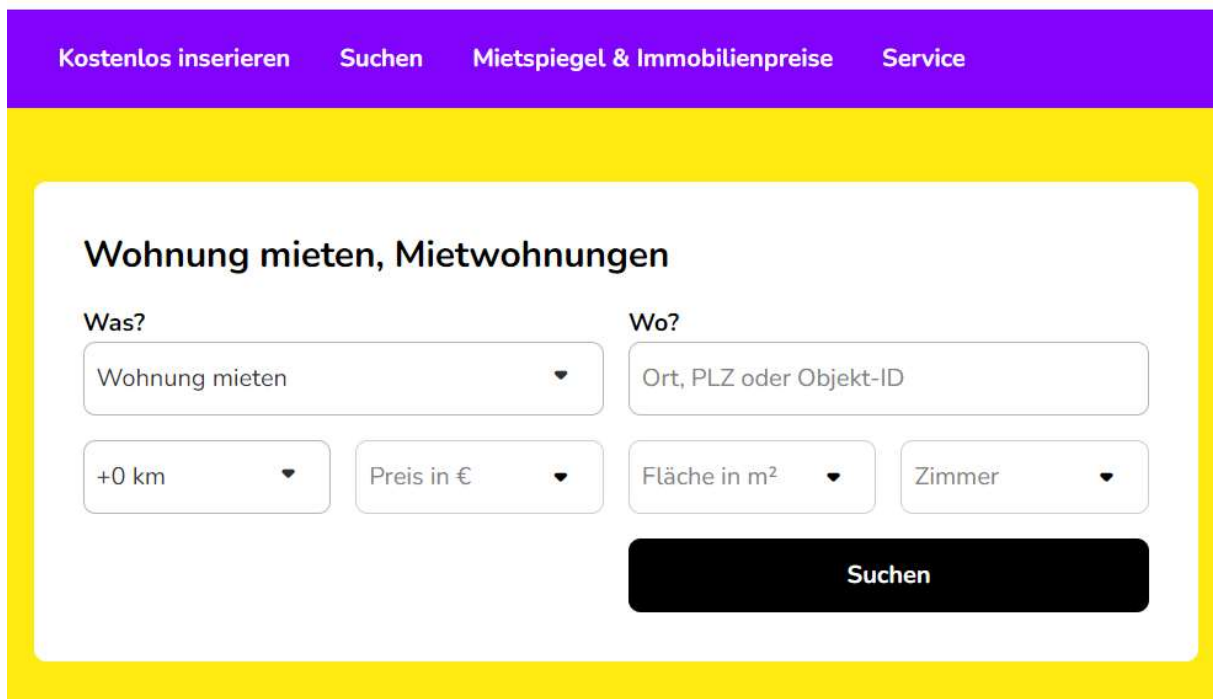 Kostenlos inserieren Suchen Mietspiegel & Immobilienpreise Service
Wohnung mieten, Mietwohnungen
Was? Wo?
Wohnung mieten Ort, PLZ oder Objekt-ID
+0 km Preis in € Fläche in m² Zimmer
Suchen